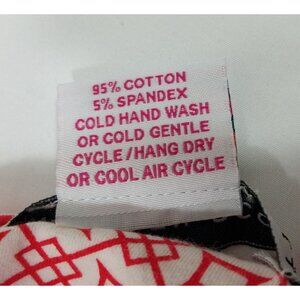 95% COTTON
5% SPANDEX
COLD HAND WASH
OR COLD GENTLE
CYCLE/HANG DRY
OR COOL AIR CYCLE